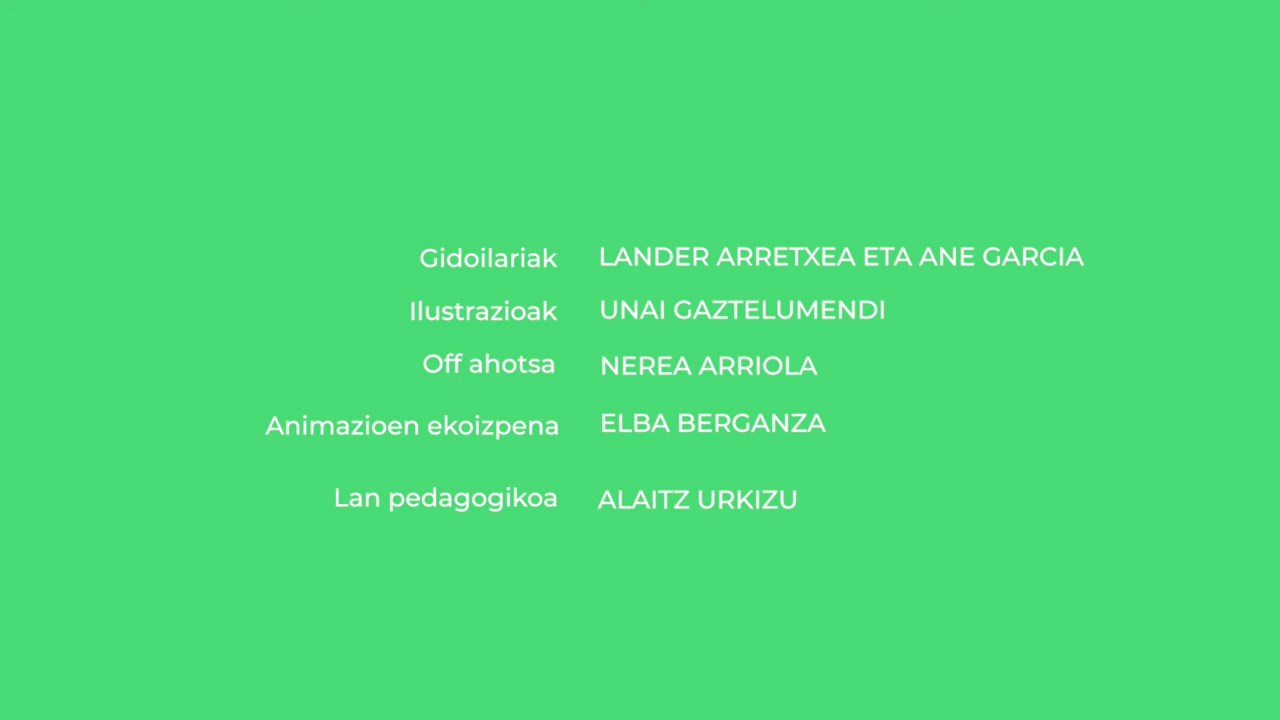 Gidoilariak LANDER ARRETXEA ETA ANE GARCIA
Ilustrazioak UNAI GAZTELUMENDI
Off ahotsa NEREA ARRIOLA
Animazioen ekoizpena ELBA BERGANZA
Lan pedagogikoa ALAITZ URKIZU